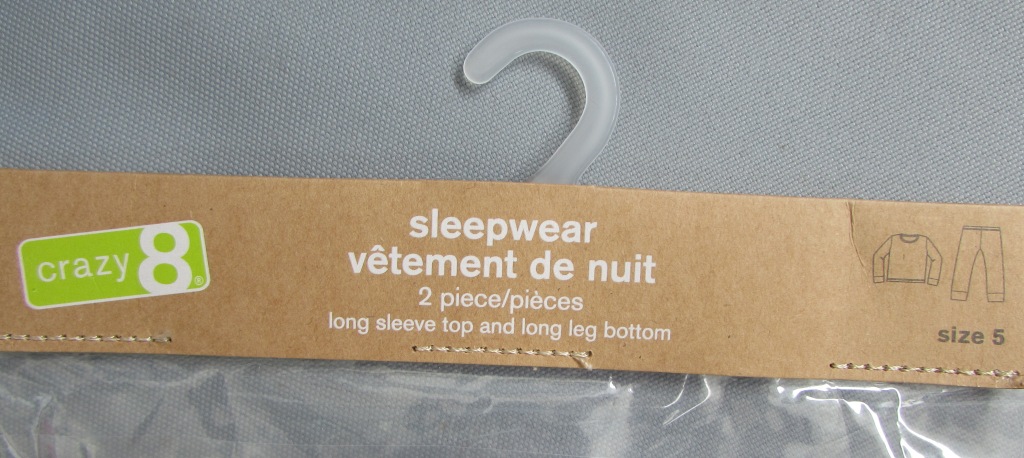 crazy 8®
sleepwear
vêtement de nuit
2 piece/pièces
long sleeve top and long leg bottom
size 5